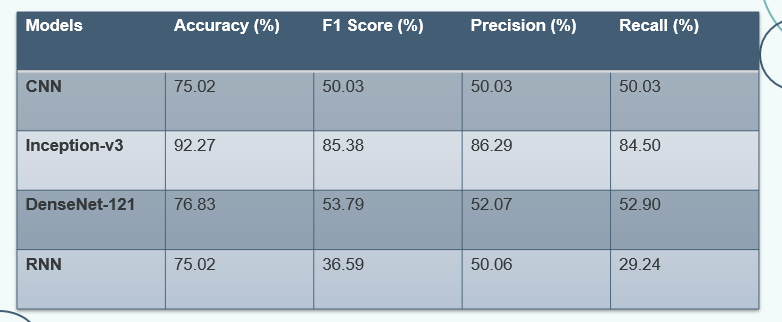 Models Accuracy (%) F1 Score (%) Precision (%) Recall (%)
CNN 75.02 50.03 50.03 50.03
Inception-v3 92.27 85.38 86.29 84.50
DenseNet-121 76.83 53.79 52.07 52.90
RNN 75.02 36.59 50.06 29.24